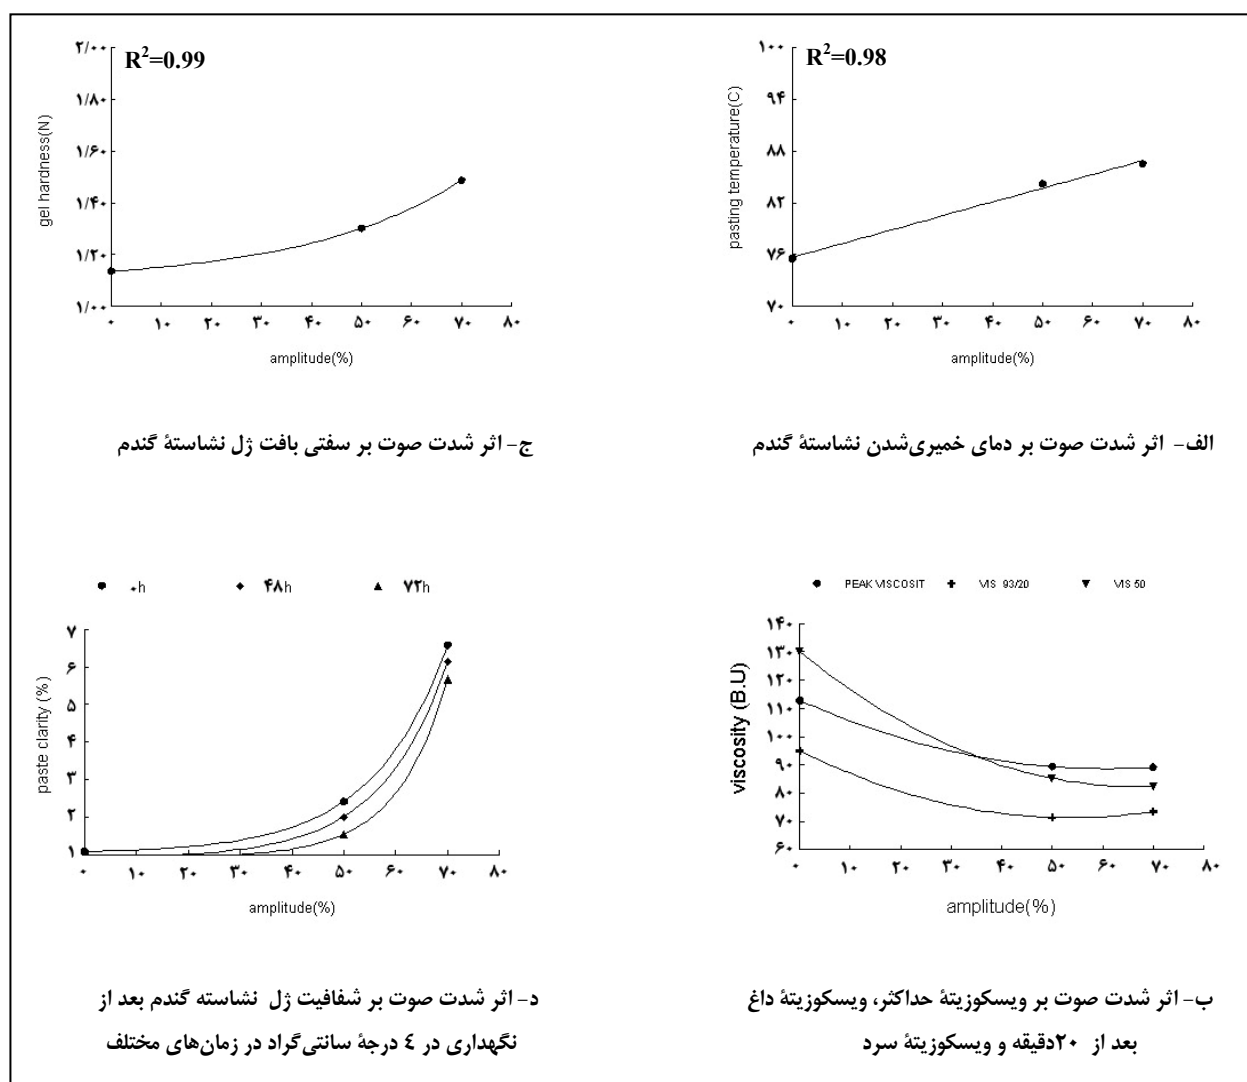 R²=0.98
pasting temperature(C)
۱۰۰
۹۴
۸۸
۸۲
۷۶
۷۰
۰ ۱۰ ۲۰ ۳۰ ۴۰ ۵۰ ۶۰ ۷۰ ۸۰
amplitude(%)
الف- اثر شدت صوت بر دمای خمیری‌شدن نشاستهٔ گندم
R²=0.99
gel hardness(N)
۲/۰۰
۱/۸۰
۱/۶۰
۱/۴۰
۱/۲۰
۱/۰۰
۰ ۱۰ ۲۰ ۳۰ ۴۰ ۵۰ ۶۰ ۷۰ ۸۰
amplitude(%)
ج- اثر شدت صوت بر سفتی بافت ژل نشاستهٔ گندم
PEAK VISCOSIT VIS 93/20 VIS 50
viscosity (B.U)
۱۴۰
۱۳۰
۱۲۰
۱۱۰
۱۰۰
۹۰
۸۰
۷۰
۶۰
۰ ۱۰ ۲۰ ۳۰ ۴۰ ۵۰ ۶۰ ۷۰ ۸۰
amplitude(%)
ب- اثر شدت صوت بر ویسکوزیتهٔ حداکثر، ویسکوزیتهٔ داغ
بعد از ۲۰دقیقه و ویسکوزیتهٔ سرد
۰h ۴۸h ۷۲h
paste clarity (%)
۷
۶
۵
۴
۳
۲
۱
۰ ۱۰ ۲۰ ۳۰ ۴۰ ۵۰ ۶۰ ۷۰ ۸۰
amplitude(%)
د- اثر شدت صوت بر شفافیت ژل نشاسته گندم بعد از
نگهداری در ٤ درجهٔ سانتی‌گراد در زمان‌های مختلف